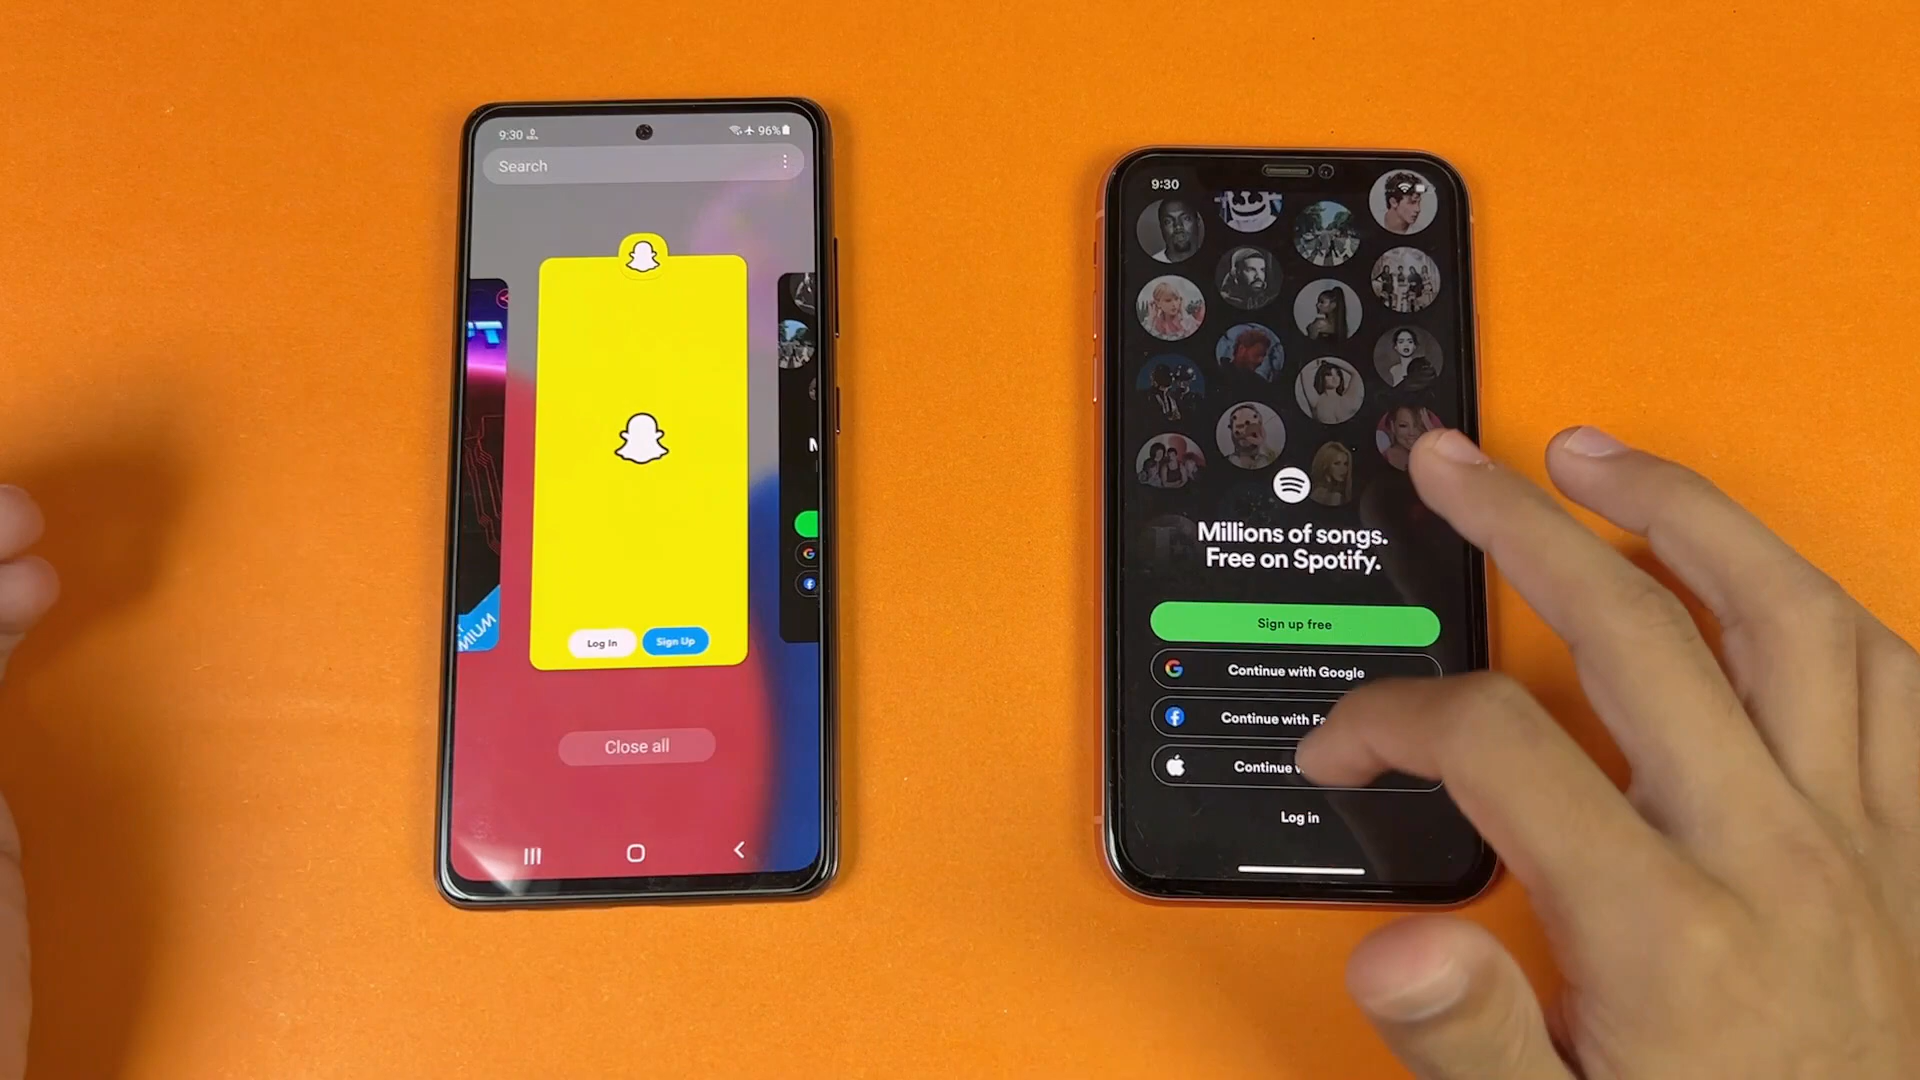 9:30
96%
Search
Log In
Sign Up
Close all
9:30
Millions of songs.
Free on Spotify.
Sign up free
Continue with Google
Continue with Fa
Continue
Log in